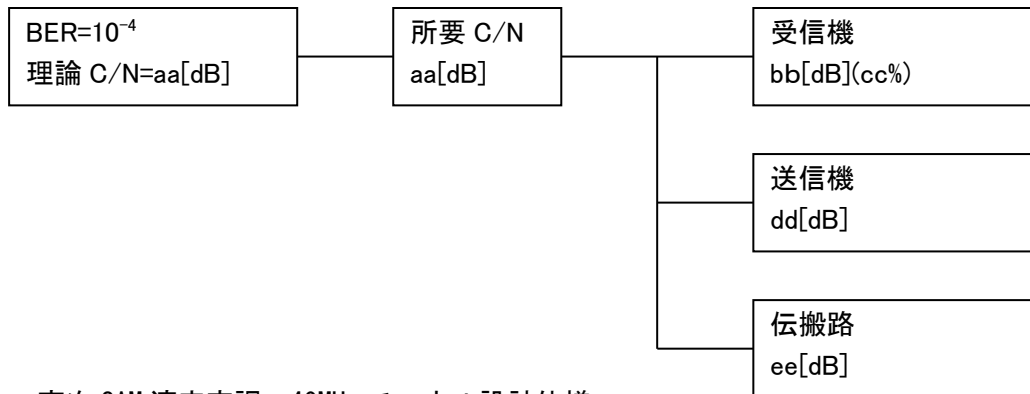 BER=10⁻⁴
理論 C/N=aa[dB]
所要 C/N
aa[dB]
受信機
bb[dB](cc%)
送信機
dd[dB]
伝搬路
ee[dB]